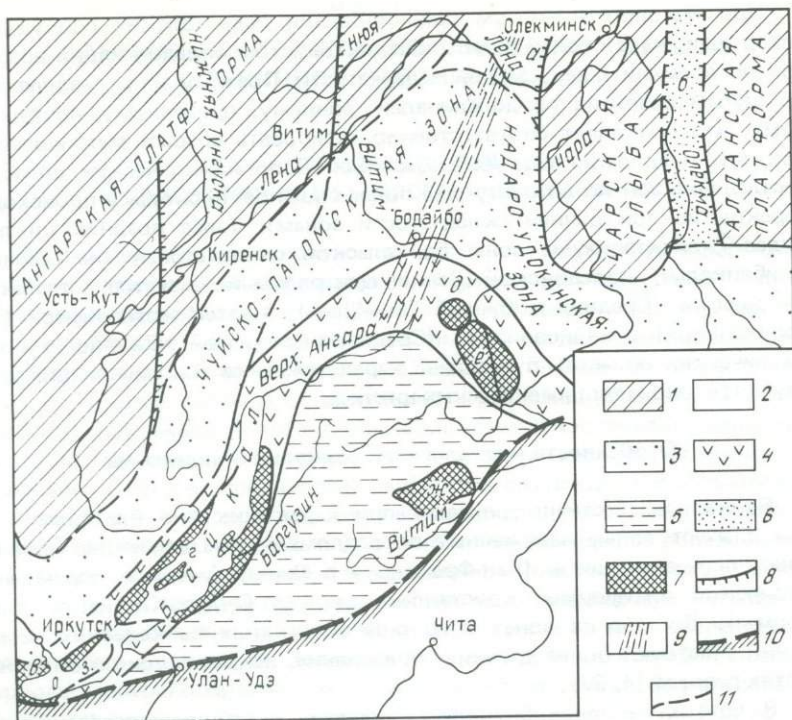 Олекминск
НЮЯ
Лена
а
АНГАРСКАЯ ПЛАТФОРМА
Нижняя Тунгуска
Витим
Лена
Витим
ЧУЙСКО-ПАТОМСКАЯ ЗОНА
НАДАРО-УДОКАНСКАЯ
ЗОНА
Чара
ЧАРСКАЯ
ГЛЫБА
б
Олекма
АЛДАНСКАЯ
ПЛАТФОРМА
Бодайбо
Киренск
Усть-Кут
Верх. Ангара
д
е
Байкал
Баргузин
ж
Витим
Иркутск
Улан-Удэ
Чита
1
2
3
4
5
6
7
8
9
10
11